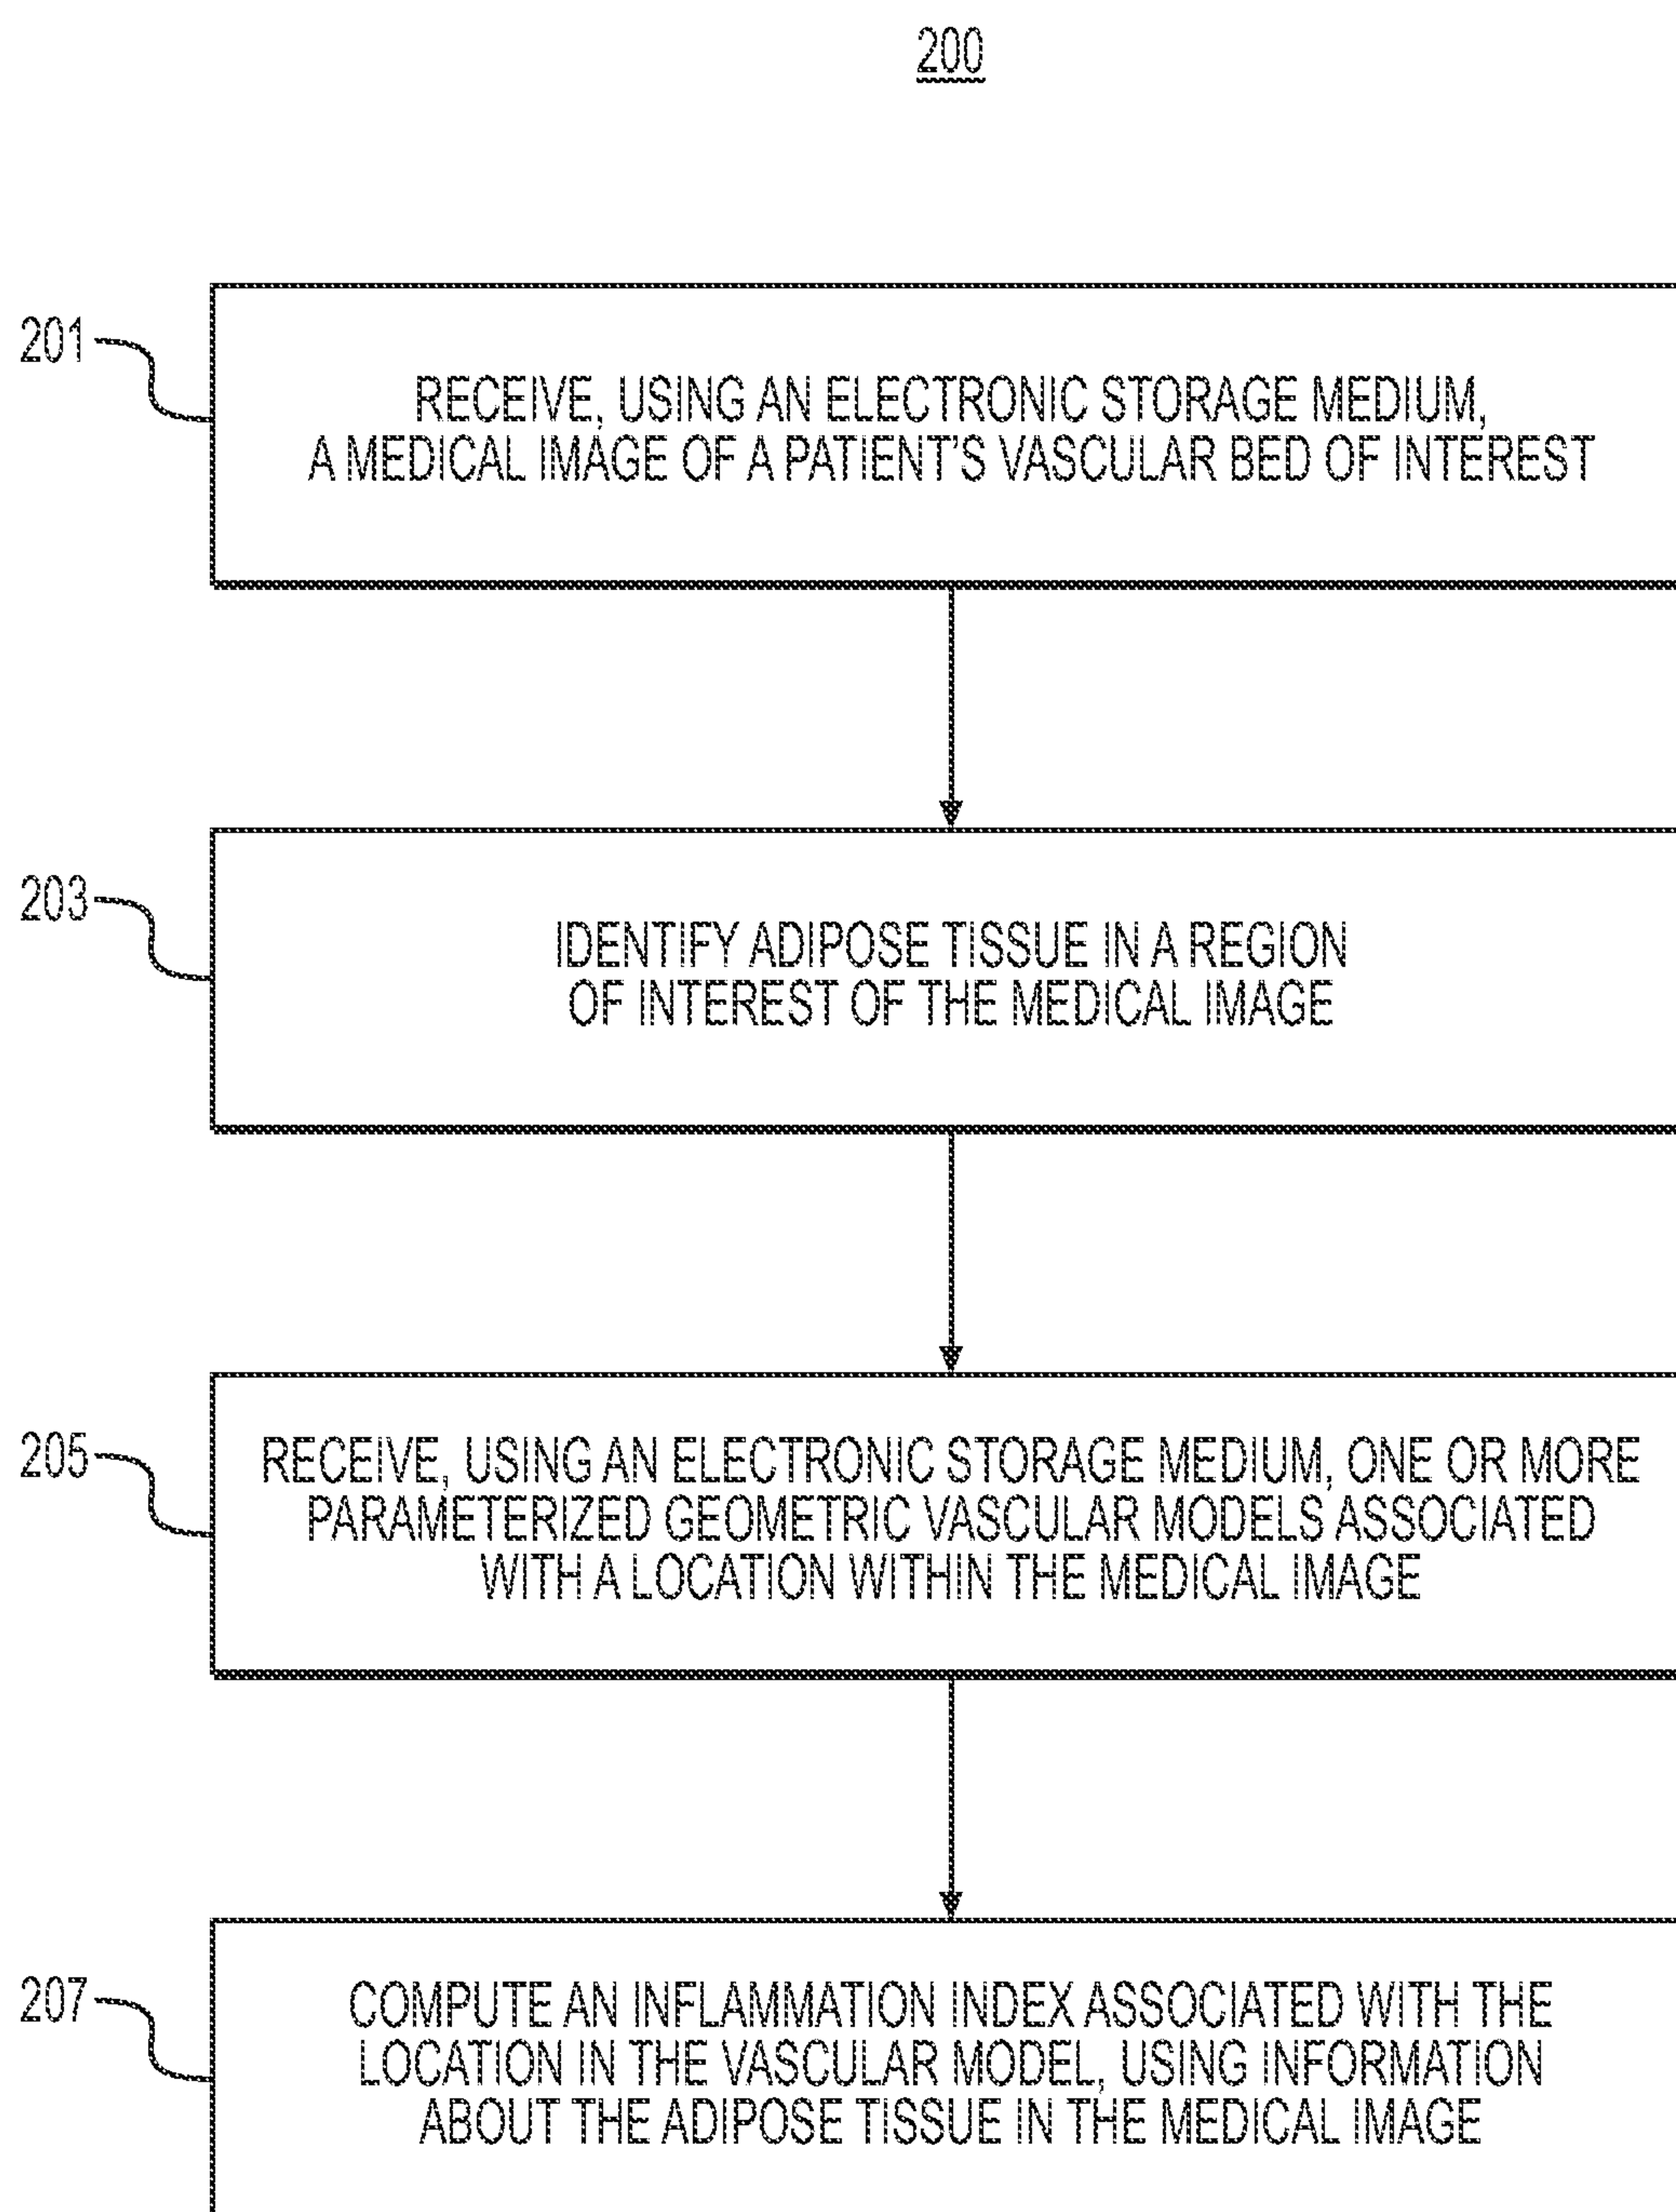 200
201
RECEIVE, USING AN ELECTRONIC STORAGE MEDIUM,
A MEDICAL IMAGE OF A PATIENT'S VASCULAR BED OF INTEREST
203
IDENTIFY ADIPOSE TISSUE IN A REGION
OF INTEREST OF THE MEDICAL IMAGE
205
RECEIVE, USING AN ELECTRONIC STORAGE MEDIUM, ONE OR MORE
PARAMETERIZED GEOMETRIC VASCULAR MODELS ASSOCIATED
WITH A LOCATION WITHIN THE MEDICAL IMAGE
207
COMPUTE AN INFLAMMATION INDEX ASSOCIATED WITH THE
LOCATION IN THE VASCULAR MODEL, USING INFORMATION
ABOUT THE ADIPOSE TISSUE IN THE MEDICAL IMAGE